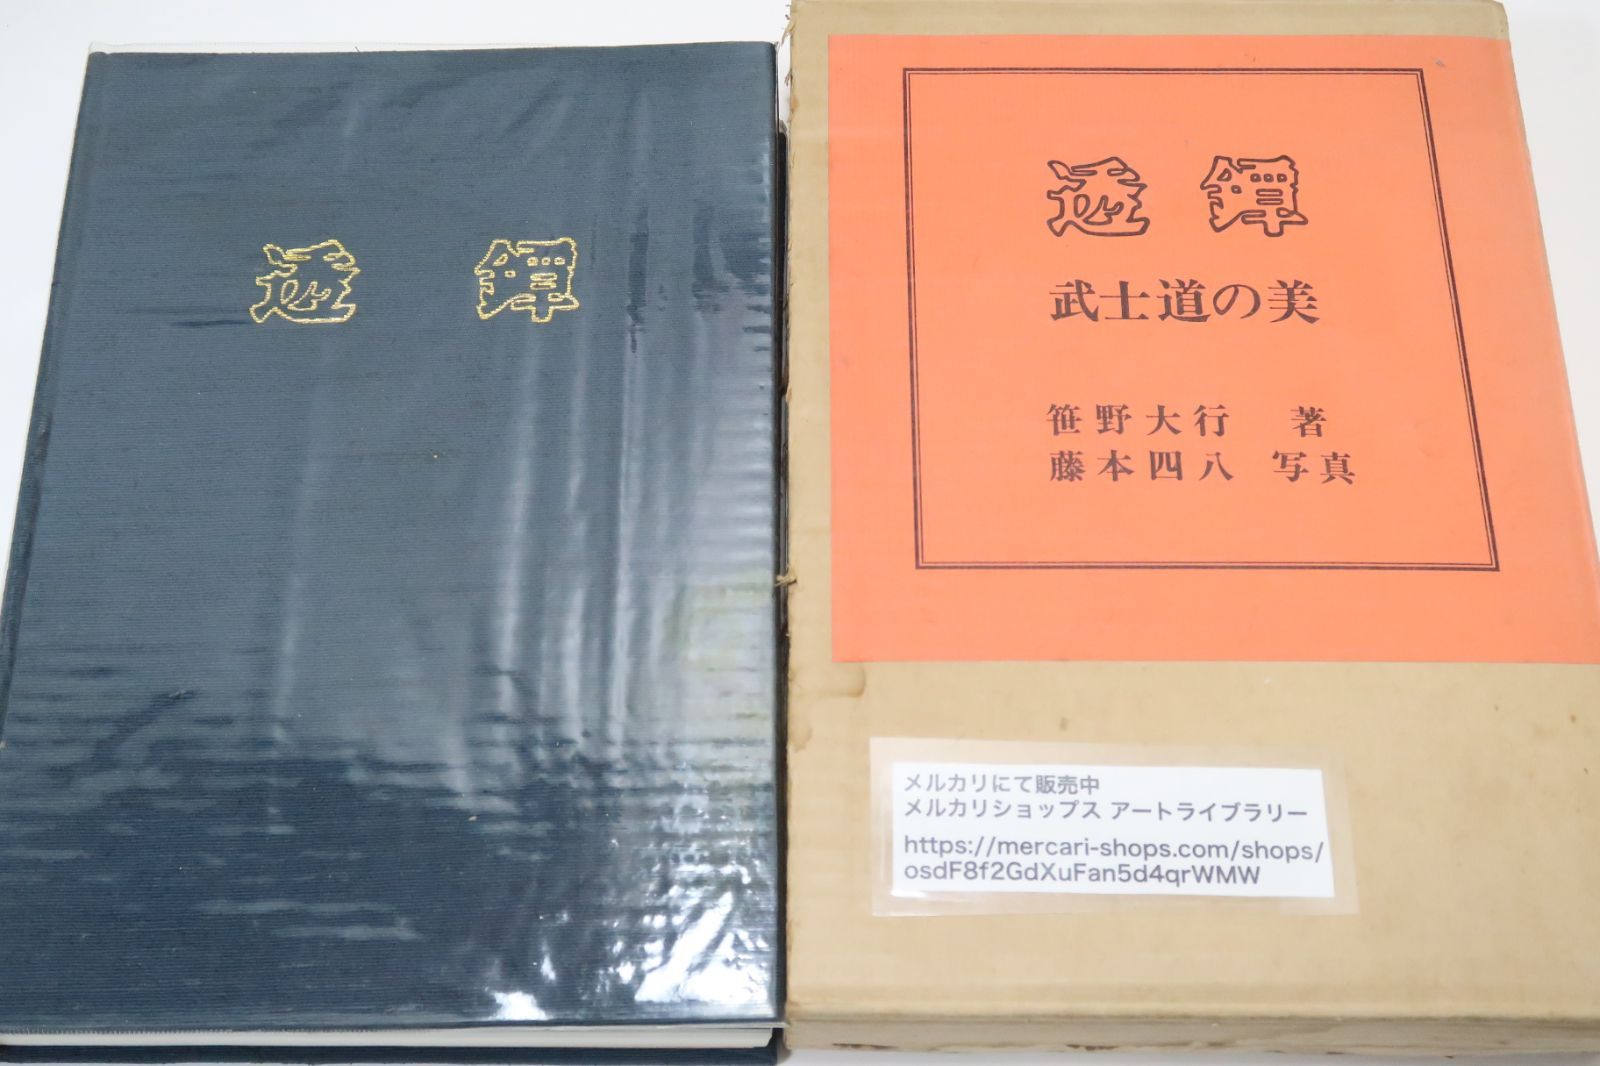 透鐔
透鐔
武士道の美
笹野大行 著
藤本四八 写真
メルカリにて販売中
メルカリショップス アートライブラリー
https://mercari-shops.com/shops/
osdF8f2GdXuFan5d4qrWMW